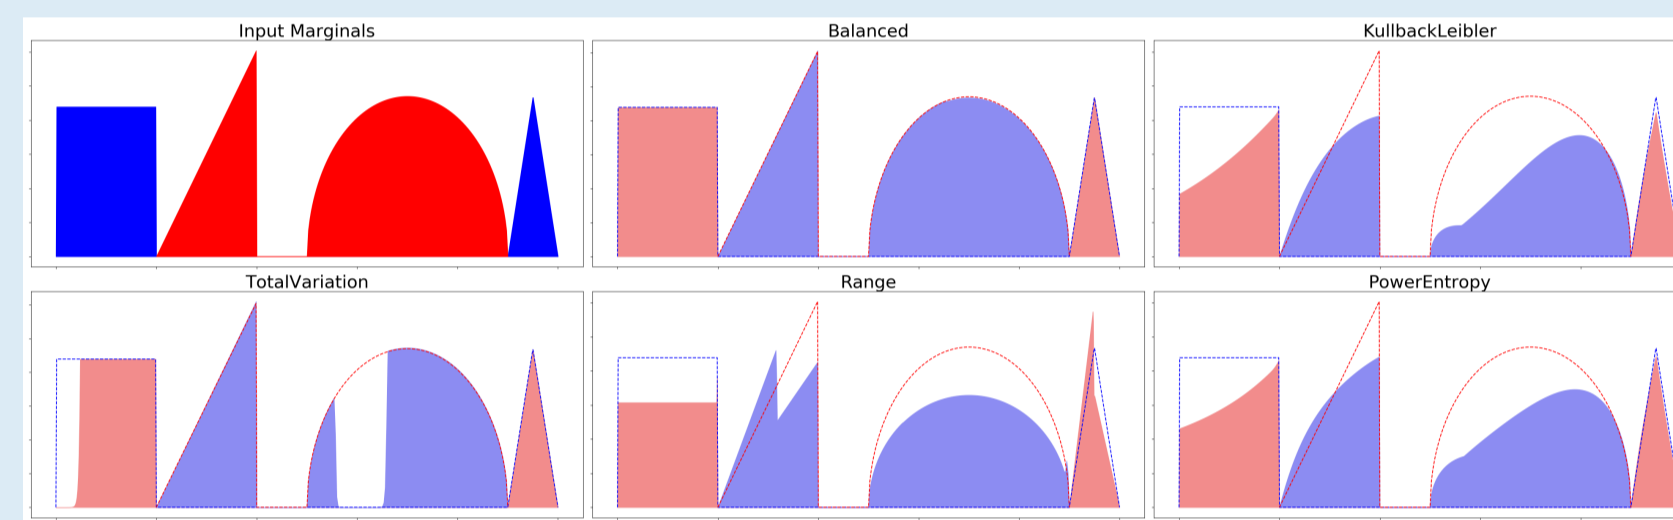 Input Marginals
Balanced
KullbackLeibler
TotalVariation
Range
PowerEntropy